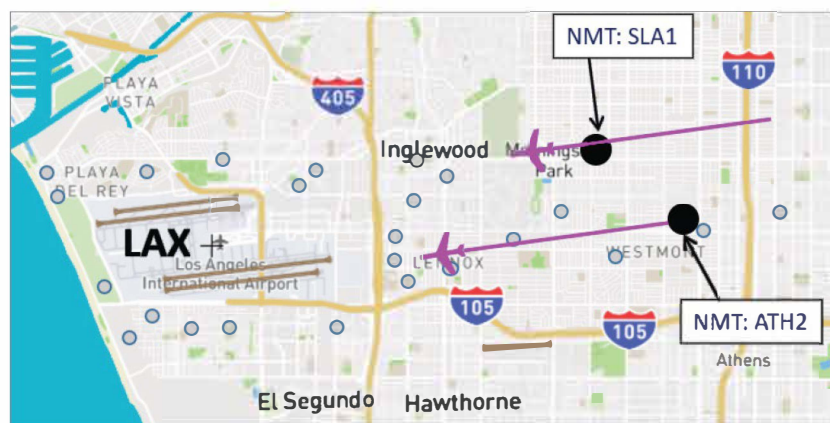 NMT: SLA1
PLAYA
VISTA
405
110
Inglewood
Park
PLAYA
DEL REY
LAX
Los Angeles
International Airport
LENNOX
WESTMONT
105
105
NMT: ATH2
Athens
El Segundo
Hawthorne